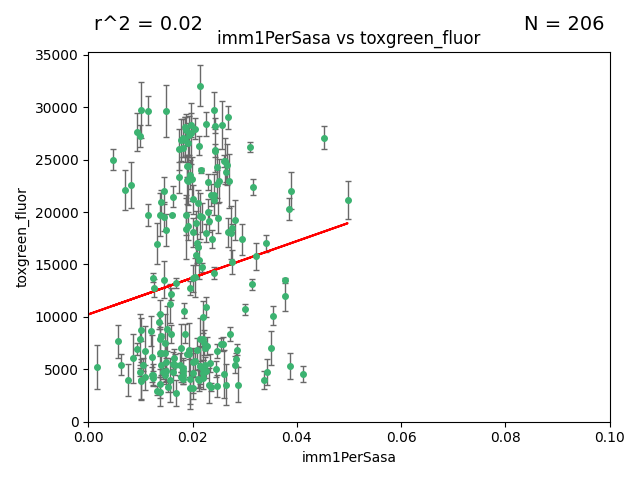 r^2 = 0.02
N = 206
imm1PerSasa vs toxgreen_fluor
35000
30000
25000
20000
15000
10000
5000
0
toxgreen_fluor
0.00
0.02
0.04
0.06
0.08
0.10
imm1PerSasa